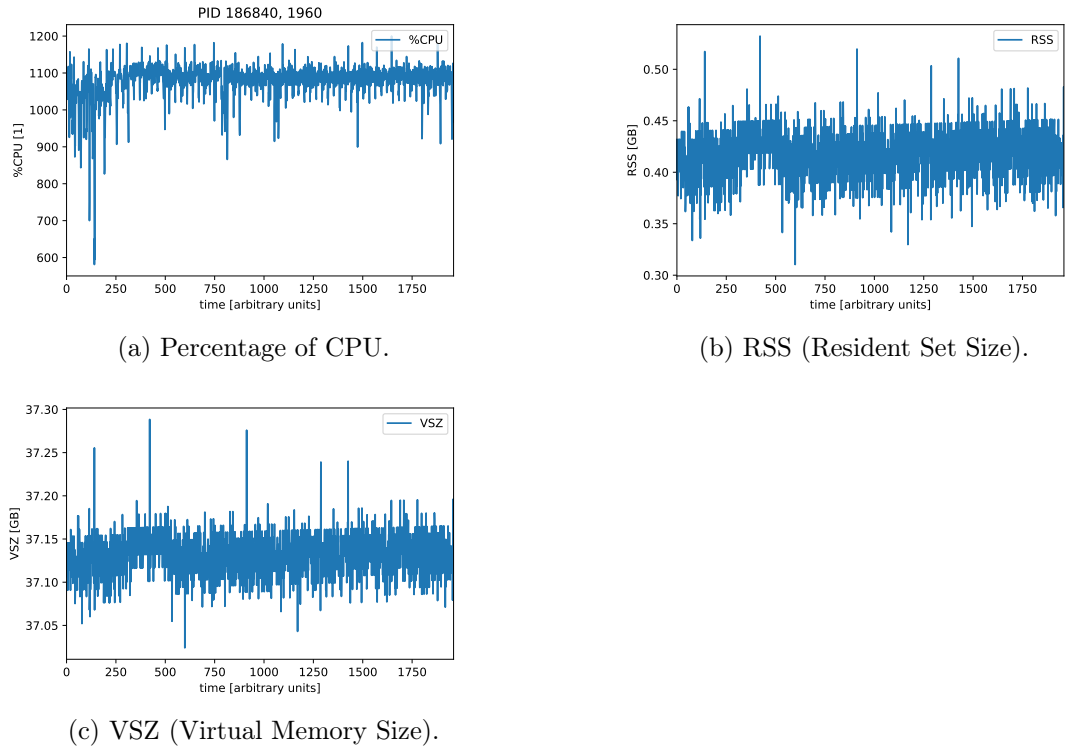 PID 186840, 1960
%CPU
1200
1100
1000
900
800
700
600
%CPU [1]
0 250 500 750 1000 1250 1500 1750
time [arbitrary units]
(a) Percentage of CPU.
RSS
0.50
0.45
0.40
0.35
0.30
RSS [GB]
0 250 500 750 1000 1250 1500 1750
time [arbitrary units]
(b) RSS (Resident Set Size).
VSZ
37.30
37.25
37.20
37.15
37.10
37.05
VSZ [GB]
0 250 500 750 1000 1250 1500 1750
time [arbitrary units]
(c) VSZ (Virtual Memory Size).